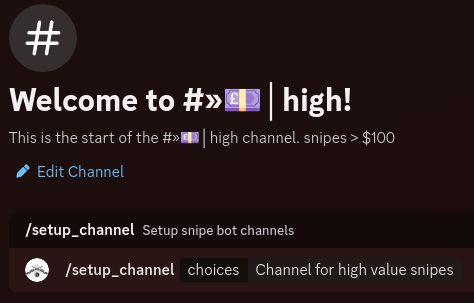 #
Welcome to #»💷│high!
This is the start of the #»💷│high channel. snipes > $100
Edit Channel
/setup_channel Setup snipe bot channels
/setup_channel choices Channel for high value snipes